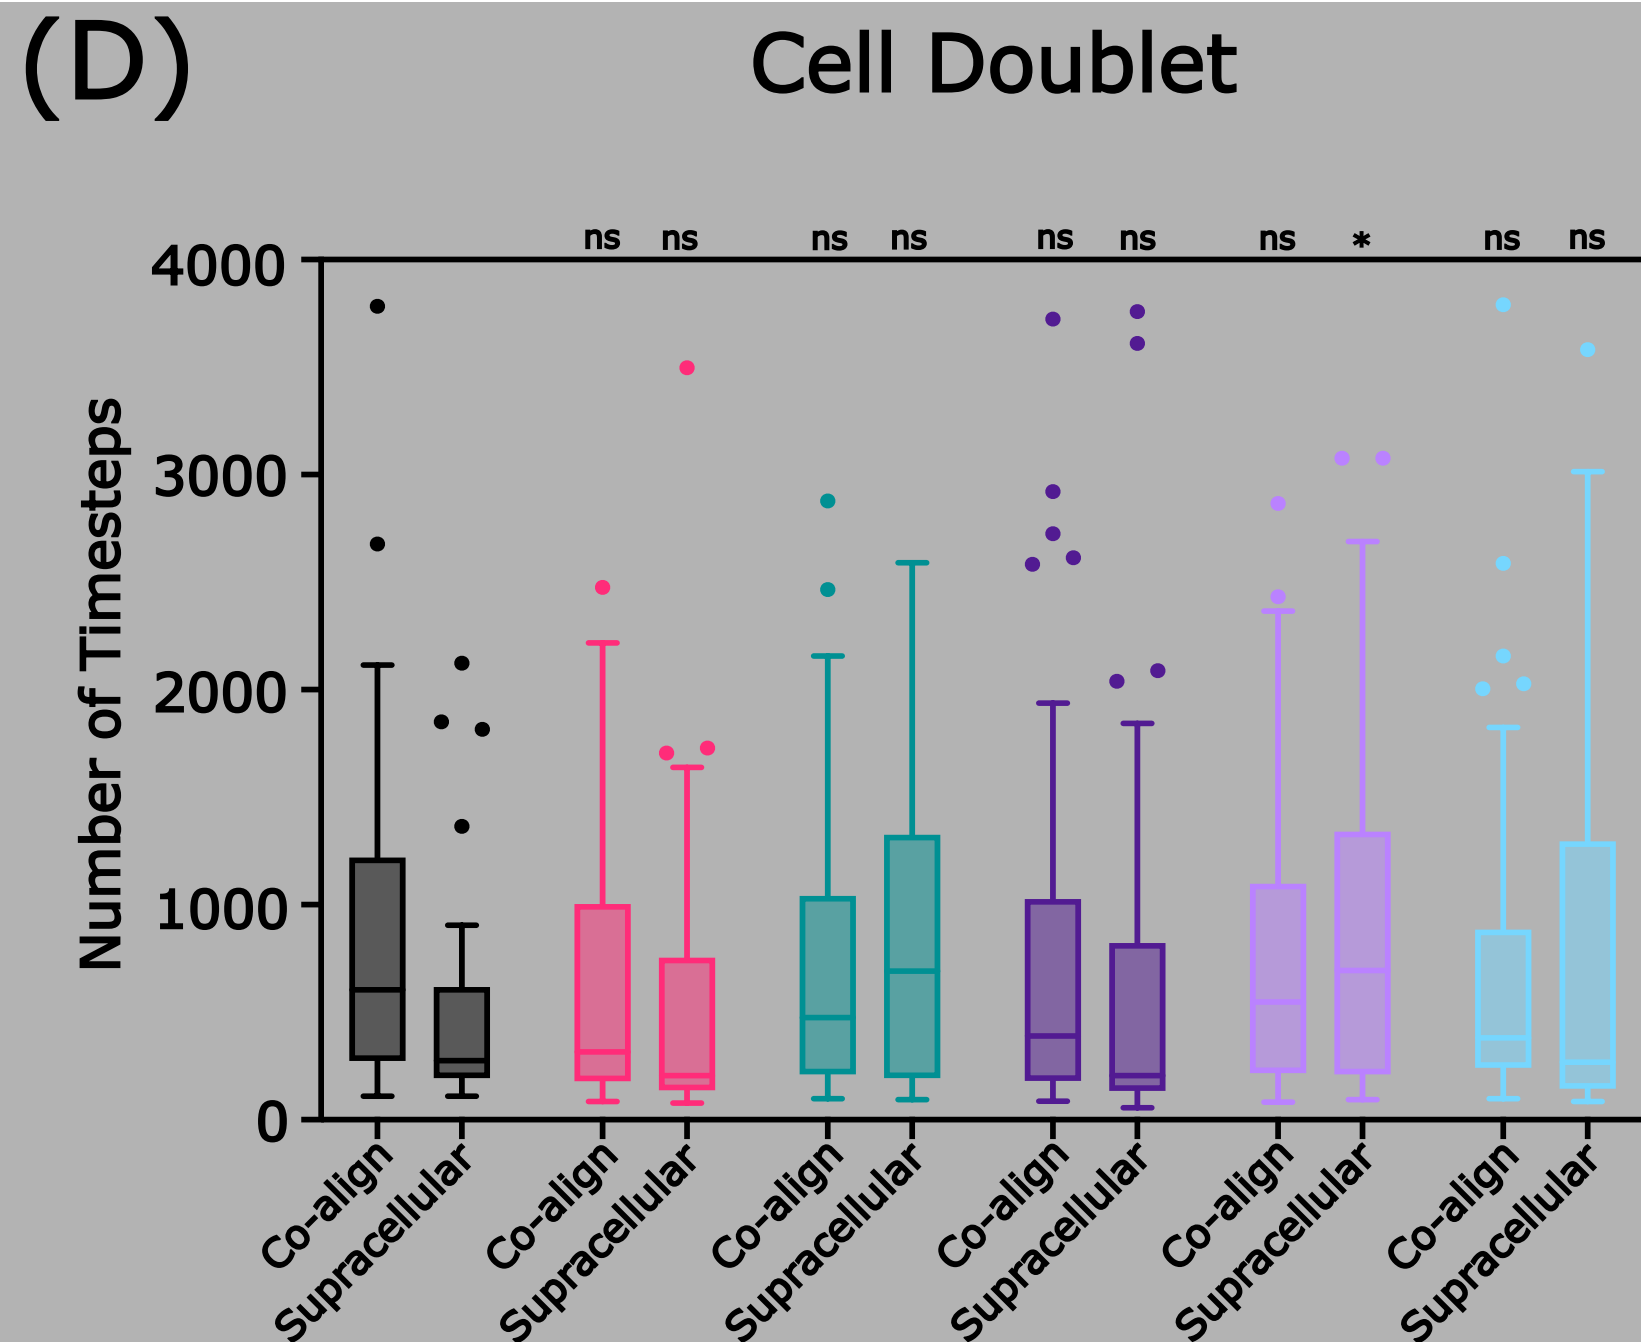 (D)
Cell Doublet
ns ns ns ns ns ns ns * ns ns
Number of Timesteps
4000
3000
2000
1000
0
Co-align
Supracellular
Co-align
Supracellular
Co-align
Supracellular
Co-align
Supracellular
Co-align
Supracellular
Co-align
Supracellular